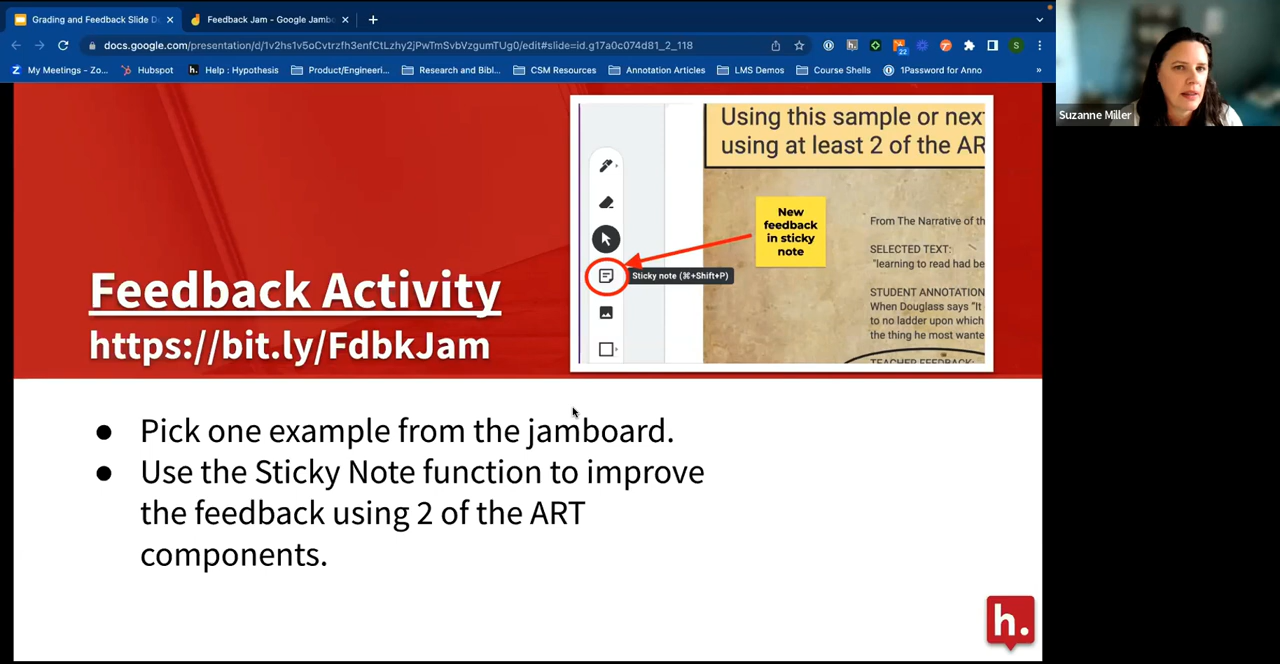 Grading and Feedback Slide D
Feedback Jam - Google Jambo
docs.google.com/presentation/d/1v2hs1v5oCvtrzfh3enfCtLzhy2jPwTmSvbVzgumTUg0/edit#slide=id.g17a0c074d81_2_118
22
S
My Meetings - Zo...
Hubspot
h. Help : Hypothesis
Product/Engineeri...
Research and Bibl...
CSM Resources
Annotation Articles
LMS Demos
Course Shells
1Password for Anno
»
Suzanne Miller
Using this sample or nex
using at least 2 of the AR
New
feedback
in sticky
note
Sticky note (⌘+Shift+P)
From The Narrative of th
SELECTED TEXT:
"learning to read had be
STUDENT ANNOTATION
When Douglass says "It
to no ladder upon which
the thing he most wante
TEACHER FEEDBACK:
Feedback Activity
https://bit.ly/FdbkJam
● Pick one example from the jamboard.
● Use the Sticky Note function to improve
the feedback using 2 of the ART
components.
h.